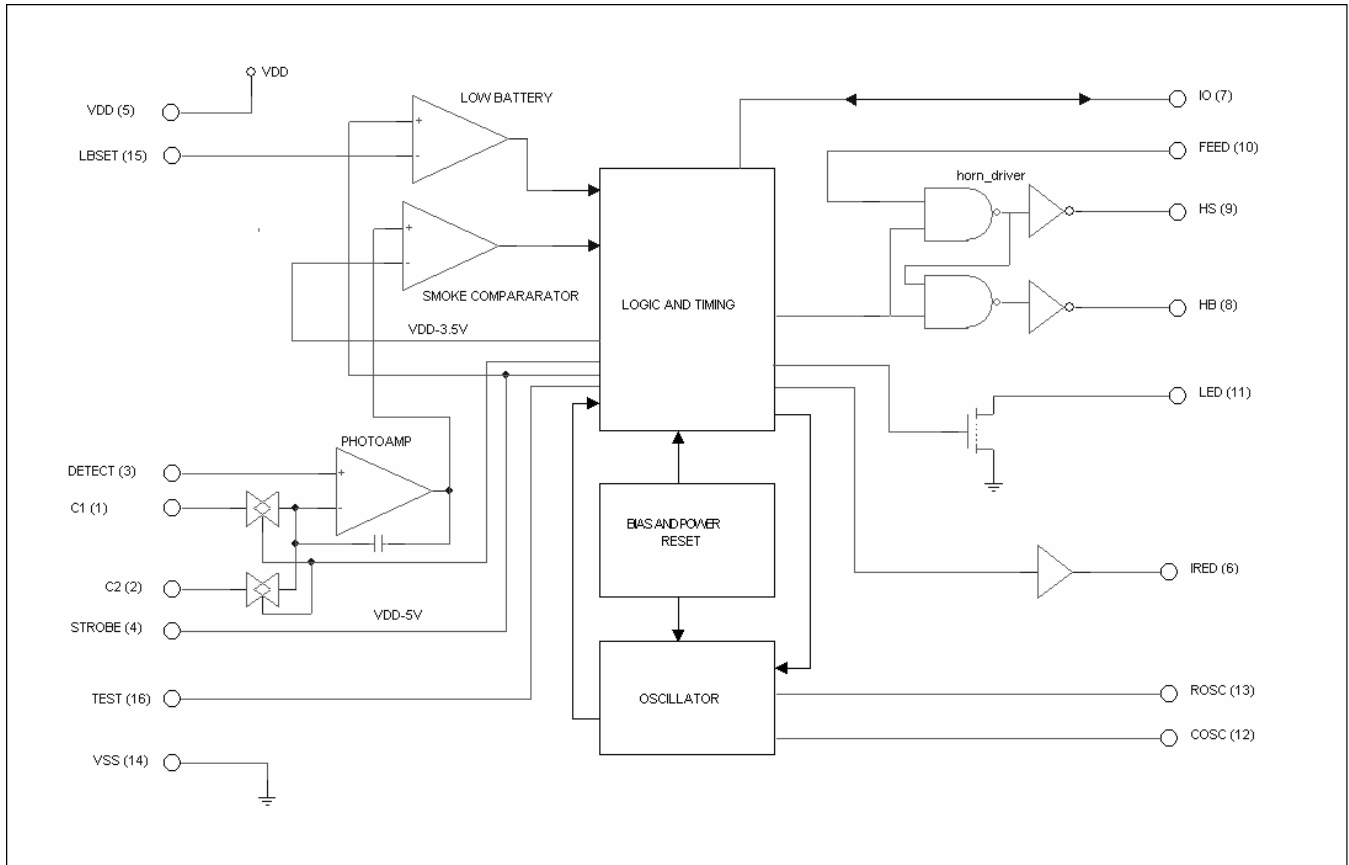 VDD
VDD (5)
LOW BATTERY
IO (7)
LBSET (15)
+
-
FEED (10)
horn_driver
HS (9)
+
-
SMOKE COMPARARATOR
LOGIC AND TIMING
HB (8)
VDD-3.5V
LED (11)
PHOTOAMP
DETECT (3)
+
C1 (1)
-
BIAS AND POWER
RESET
IRED (6)
C2 (2)
VDD-5V
STROBE (4)
TEST (16)
OSCILLATOR
ROSC (13)
COSC (12)
VSS (14)